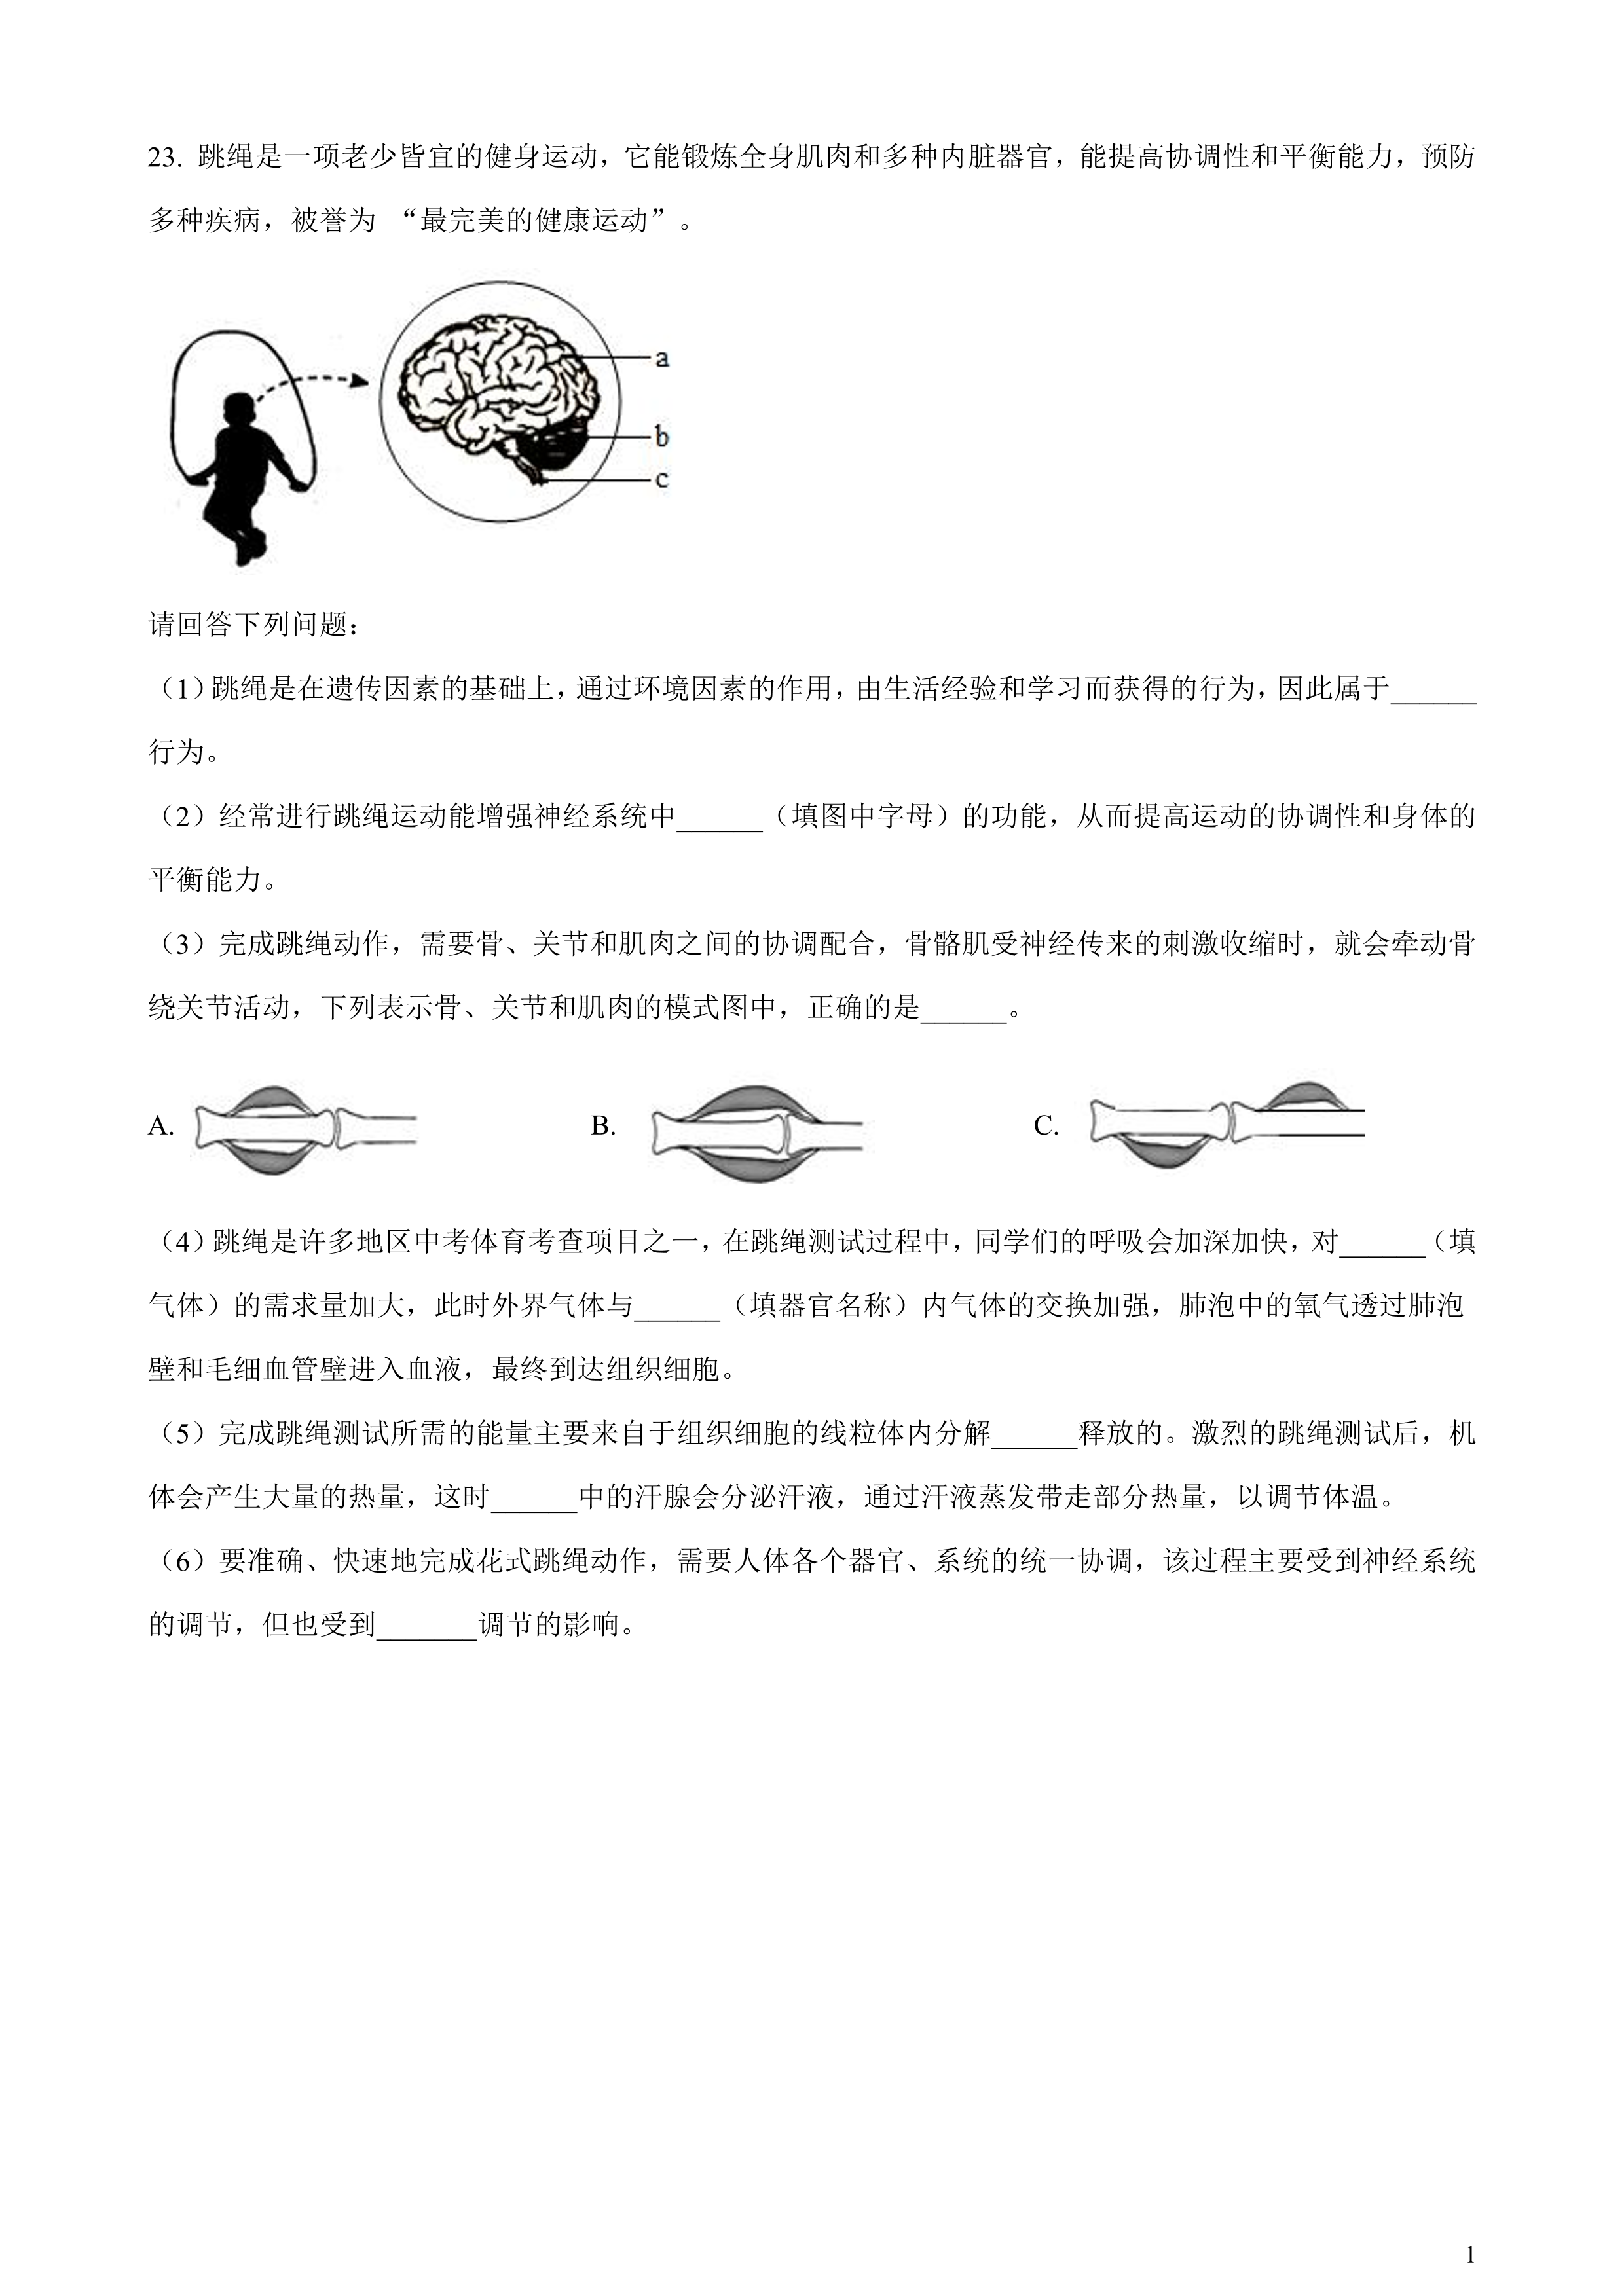 23. 跳绳是一项老少皆宜的健身运动，它能锻炼全身肌肉和多种内脏器官，能提高协调性和平衡能力，预防
多种疾病，被誉为 “最完美的健康运动”。
a
b
c
请回答下列问题：
（1）跳绳是在遗传因素的基础上，通过环境因素的作用，由生活经验和学习而获得的行为，因此属于______
行为。
（2）经常进行跳绳运动能增强神经系统中______（填图中字母）的功能，从而提高运动的协调性和身体的
平衡能力。
（3）完成跳绳动作，需要骨、关节和肌肉之间的协调配合，骨骼肌受神经传来的刺激收缩时，就会牵动骨
绕关节活动，下列表示骨、关节和肌肉的模式图中，正确的是______。
A. B. C.
（4）跳绳是许多地区中考体育考查项目之一，在跳绳测试过程中，同学们的呼吸会加深加快，对______（填
气体）的需求量加大，此时外界气体与______（填器官名称）内气体的交换加强，肺泡中的氧气透过肺泡
壁和毛细血管壁进入血液，最终到达组织细胞。
（5）完成跳绳测试所需的能量主要来自于组织细胞的线粒体内分解______释放的。激烈的跳绳测试后，机
体会产生大量的热量，这时______中的汗腺会分泌汗液，通过汗液蒸发带走部分热量，以调节体温。
（6）要准确、快速地完成花式跳绳动作，需要人体各个器官、系统的统一协调，该过程主要受到神经系统
的调节，但也受到_______调节的影响。
1